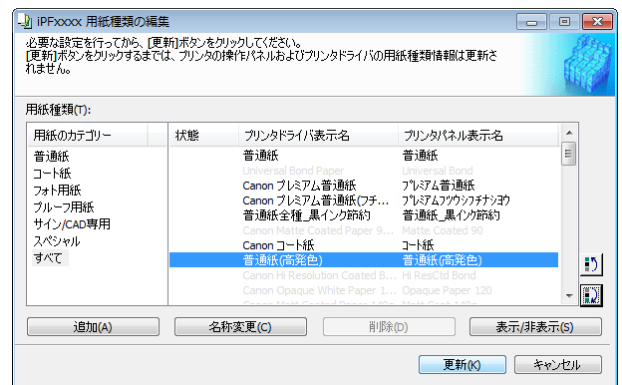 iPFxxxx 用紙種類の編集
必要な設定を行ってから、[更新]ボタンをクリックしてください。
[更新]ボタンをクリックするまでは、プリンタの操作パネルおよびプリンタドライバの用紙種類情報は更新さ
れません。
用紙種類(T):
用紙のカテゴリー 状態 プリンタドライバ表示名 プリンタパネル表示名
普通紙 普通紙 普通紙
コート紙 Universal Bond Paper Universal Bond
フォト用紙 Canon プレミアム普通紙 プレミアム普通紙
プルーフ用紙 Canon プレミアム普通紙(フチ... プレミアムフツウシフチナシヨウ
サイン/CAD専用 普通紙全種_黒インク節約 普通紙_黒インク節約
スペシャル Canon Matte Coated Paper 9... Matte Coated 90
すべて Canon コート紙 コート紙
普通紙(高発色) 普通紙(高発色)
Canon Hi Resolution Coated B... Hi ResCtd Bond
Canon Opaque White Paper 1... Opaque Paper 120
追加(A) 名称変更(C) 削除(D) 表示/非表示(S)
更新(K) キャンセル